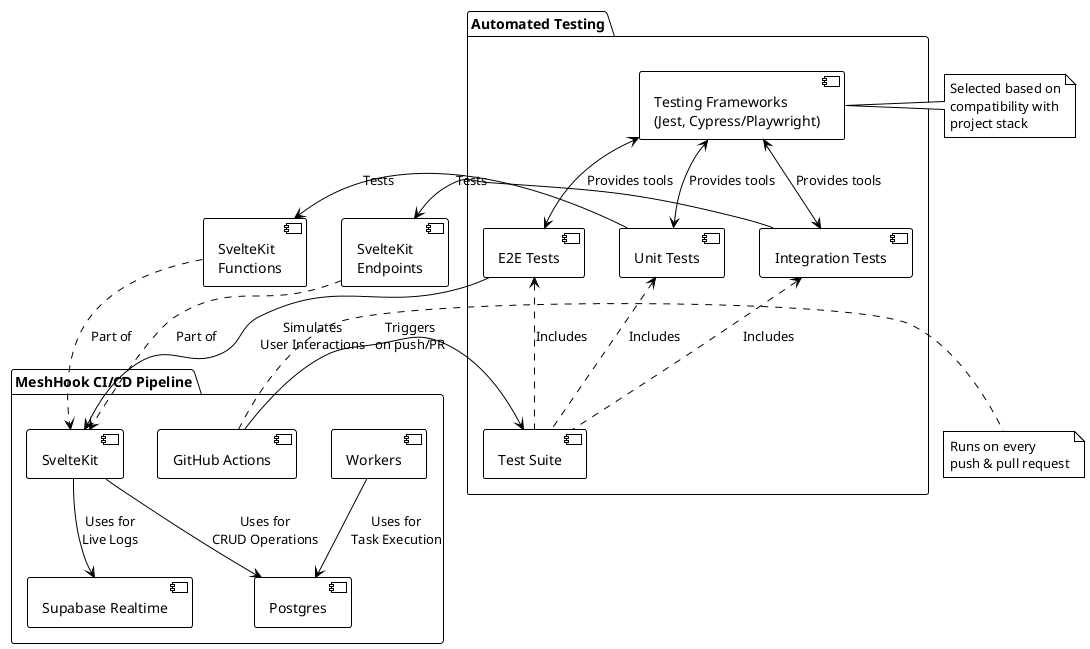 Automated Testing
Testing Frameworks
(Jest, Cypress/Playwright)
Selected based on
compatibility with
project stack
Tests
Tests
Provides tools
Provides tools
Provides tools
SvelteKit
Functions
SvelteKit
Endpoints
E2E Tests
Unit Tests
Integration Tests
Part of
Part of
Simulates
User Interactions
Triggers
on push/PR
Includes
Includes
Includes
MeshHook CI/CD Pipeline
SvelteKit
GitHub Actions
Workers
Test Suite
Runs on every
push & pull request
Uses for
Live Logs
Uses for
CRUD Operations
Uses for
Task Execution
Supabase Realtime
Postgres